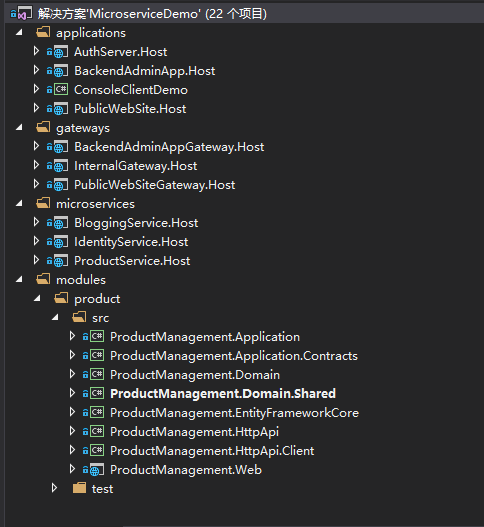 解决方案'MicroserviceDemo' (22 个项目)
applications
AuthServer.Host
BackendAdminApp.Host
C# ConsoleClientDemo
PublicWebSite.Host
gateways
BackendAdminAppGateway.Host
InternalGateway.Host
PublicWebSiteGateway.Host
microservices
BloggingService.Host
IdentityService.Host
ProductService.Host
modules
product
src
C# ProductManagement.Application
C# ProductManagement.Application.Contracts
C# ProductManagement.Domain
C# ProductManagement.Domain.Shared
C# ProductManagement.EntityFrameworkCore
C# ProductManagement.HttpApi
C# ProductManagement.HttpApi.Client
ProductManagement.Web
test